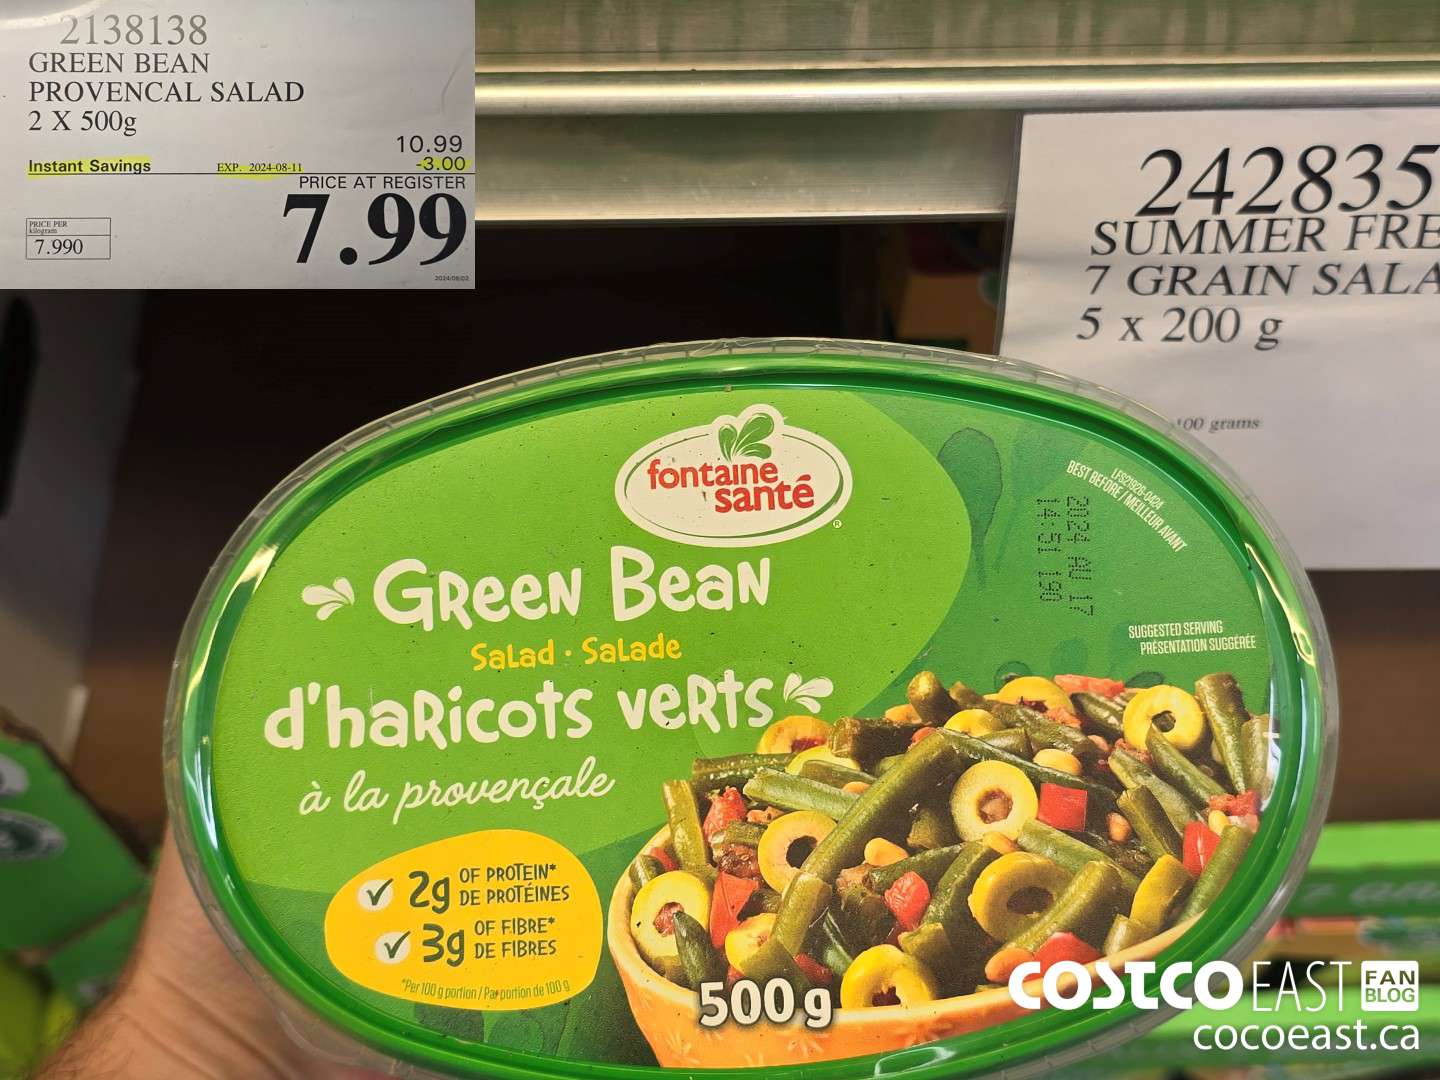 2138138
GREEN BEAN
PROVENCAL SALAD
2 X 500g
10.99
Instant Savings EXP. 2024-08-11 -3.00
PRICE AT REGISTER
7.99
PRICE PER
kilogram
7.990
2024/08/02
242835
SUMMER FRE
7 GRAIN SALA
5 x 200 g
100 grams
fontaine
santé
®
LFS21926-0424
BEST BEFORE / MEILLEUR AVANT
2024 AU 17
14:51 190
GReen Bean
Salad · Salade
d'haricots verts
à la provençale
SUGGESTED SERVING
PRÉSENTATION SUGGÉRÉE
2g OF PROTEIN*
DE PROTÉINES
3g OF FIBRE*
DE FIBRES
*Per 100 g portion / Par portion de 100 g
500 g
COSTCO EAST FAN
BLOG
cocoeast.ca